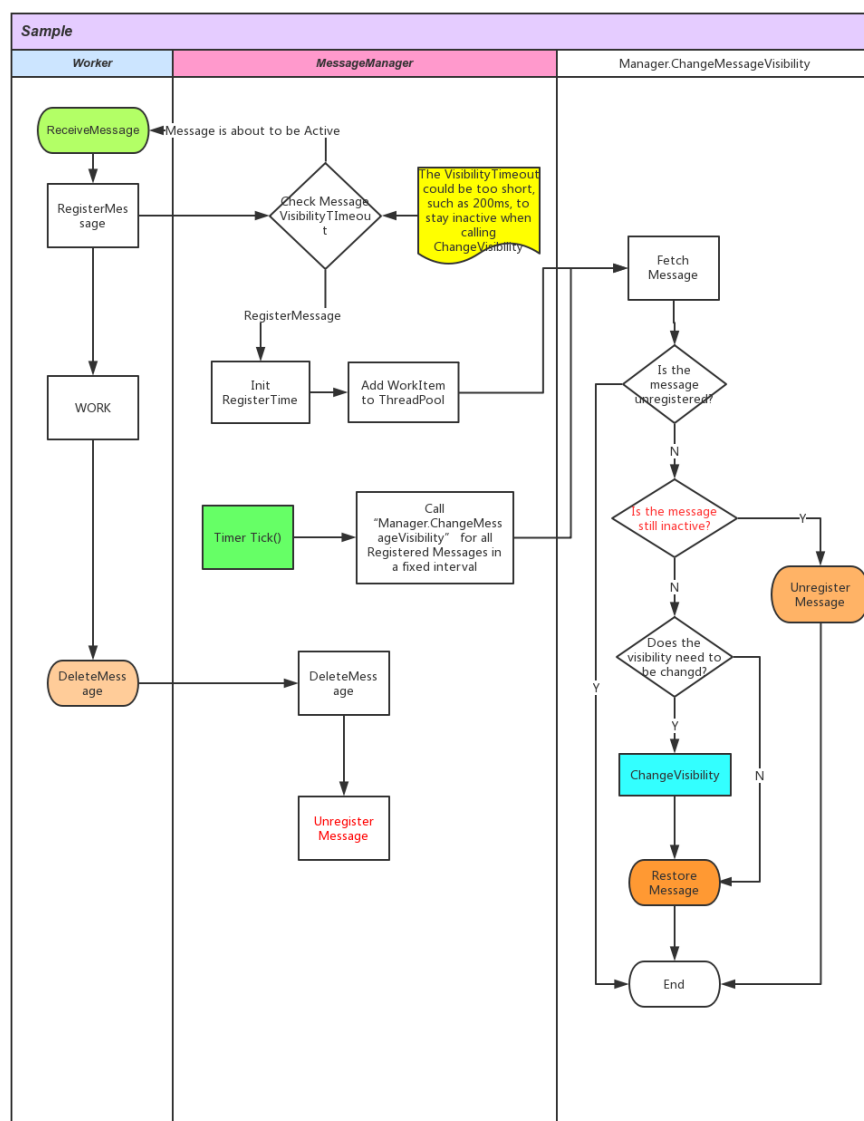 Sample
Worker
MessageManager
Manager.ChangeMessageVisibility
ReceiveMessage
Message is about to be Active
RegisterMes
sage
Check Message
VisibilityTImeou
t
The VisibilityTimeout
could be too short,
such as 200ms, to
stay inactive when
calling
ChangeVisibility
Fetch
Message
RegisterMessage
Init
RegisterTime
Add WorkItem
to ThreadPool
Is the
message
unregistered?
WORK
N
Timer Tick()
Call
“Manager.ChangeMess
ageVisibility” for all
Registered Messages in
a fixed interval
Is the message
still inactive?
Y
Unregister
Message
N
DeleteMess
age
DeleteMess
age
Does the
visibility need to
be changd?
Y
Y
ChangeVisibility
N
Unregister
Message
Restore
Message
End